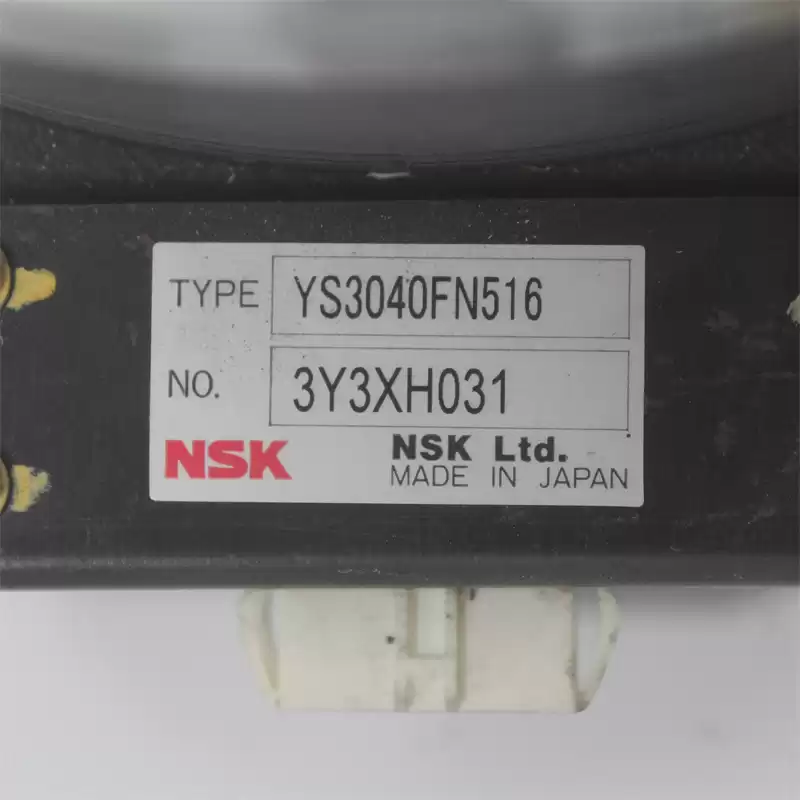 TYPE YS3040FN516
NO. 3Y3XH031
NSK NSK Ltd.
MADE IN JAPAN